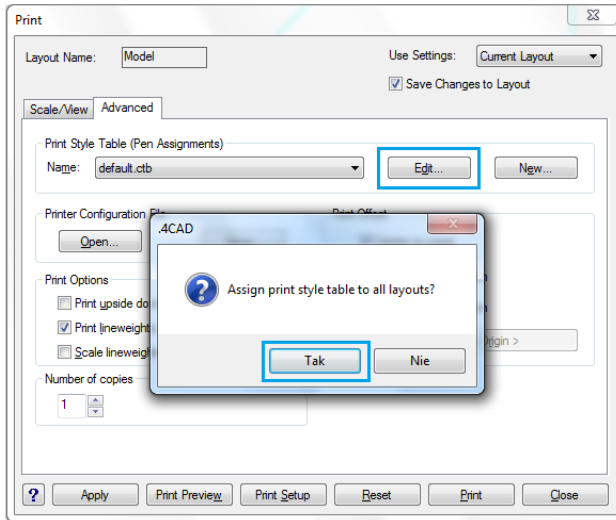 Print
Layout Name: Model
Use Settings: Current Layout
Save Changes to Layout
Scale/View Advanced
Print Style Table (Pen Assignments)
Name: default.ctb Edit... New...
Printer Configuration File
Open...
.4CAD
Assign print style table to all layouts?
Tak Nie
Print Options
Print upside do
Print lineweight
Scale lineweigh
Origin >
Number of copies
1
? Apply Print Preview Print Setup Reset Print Close